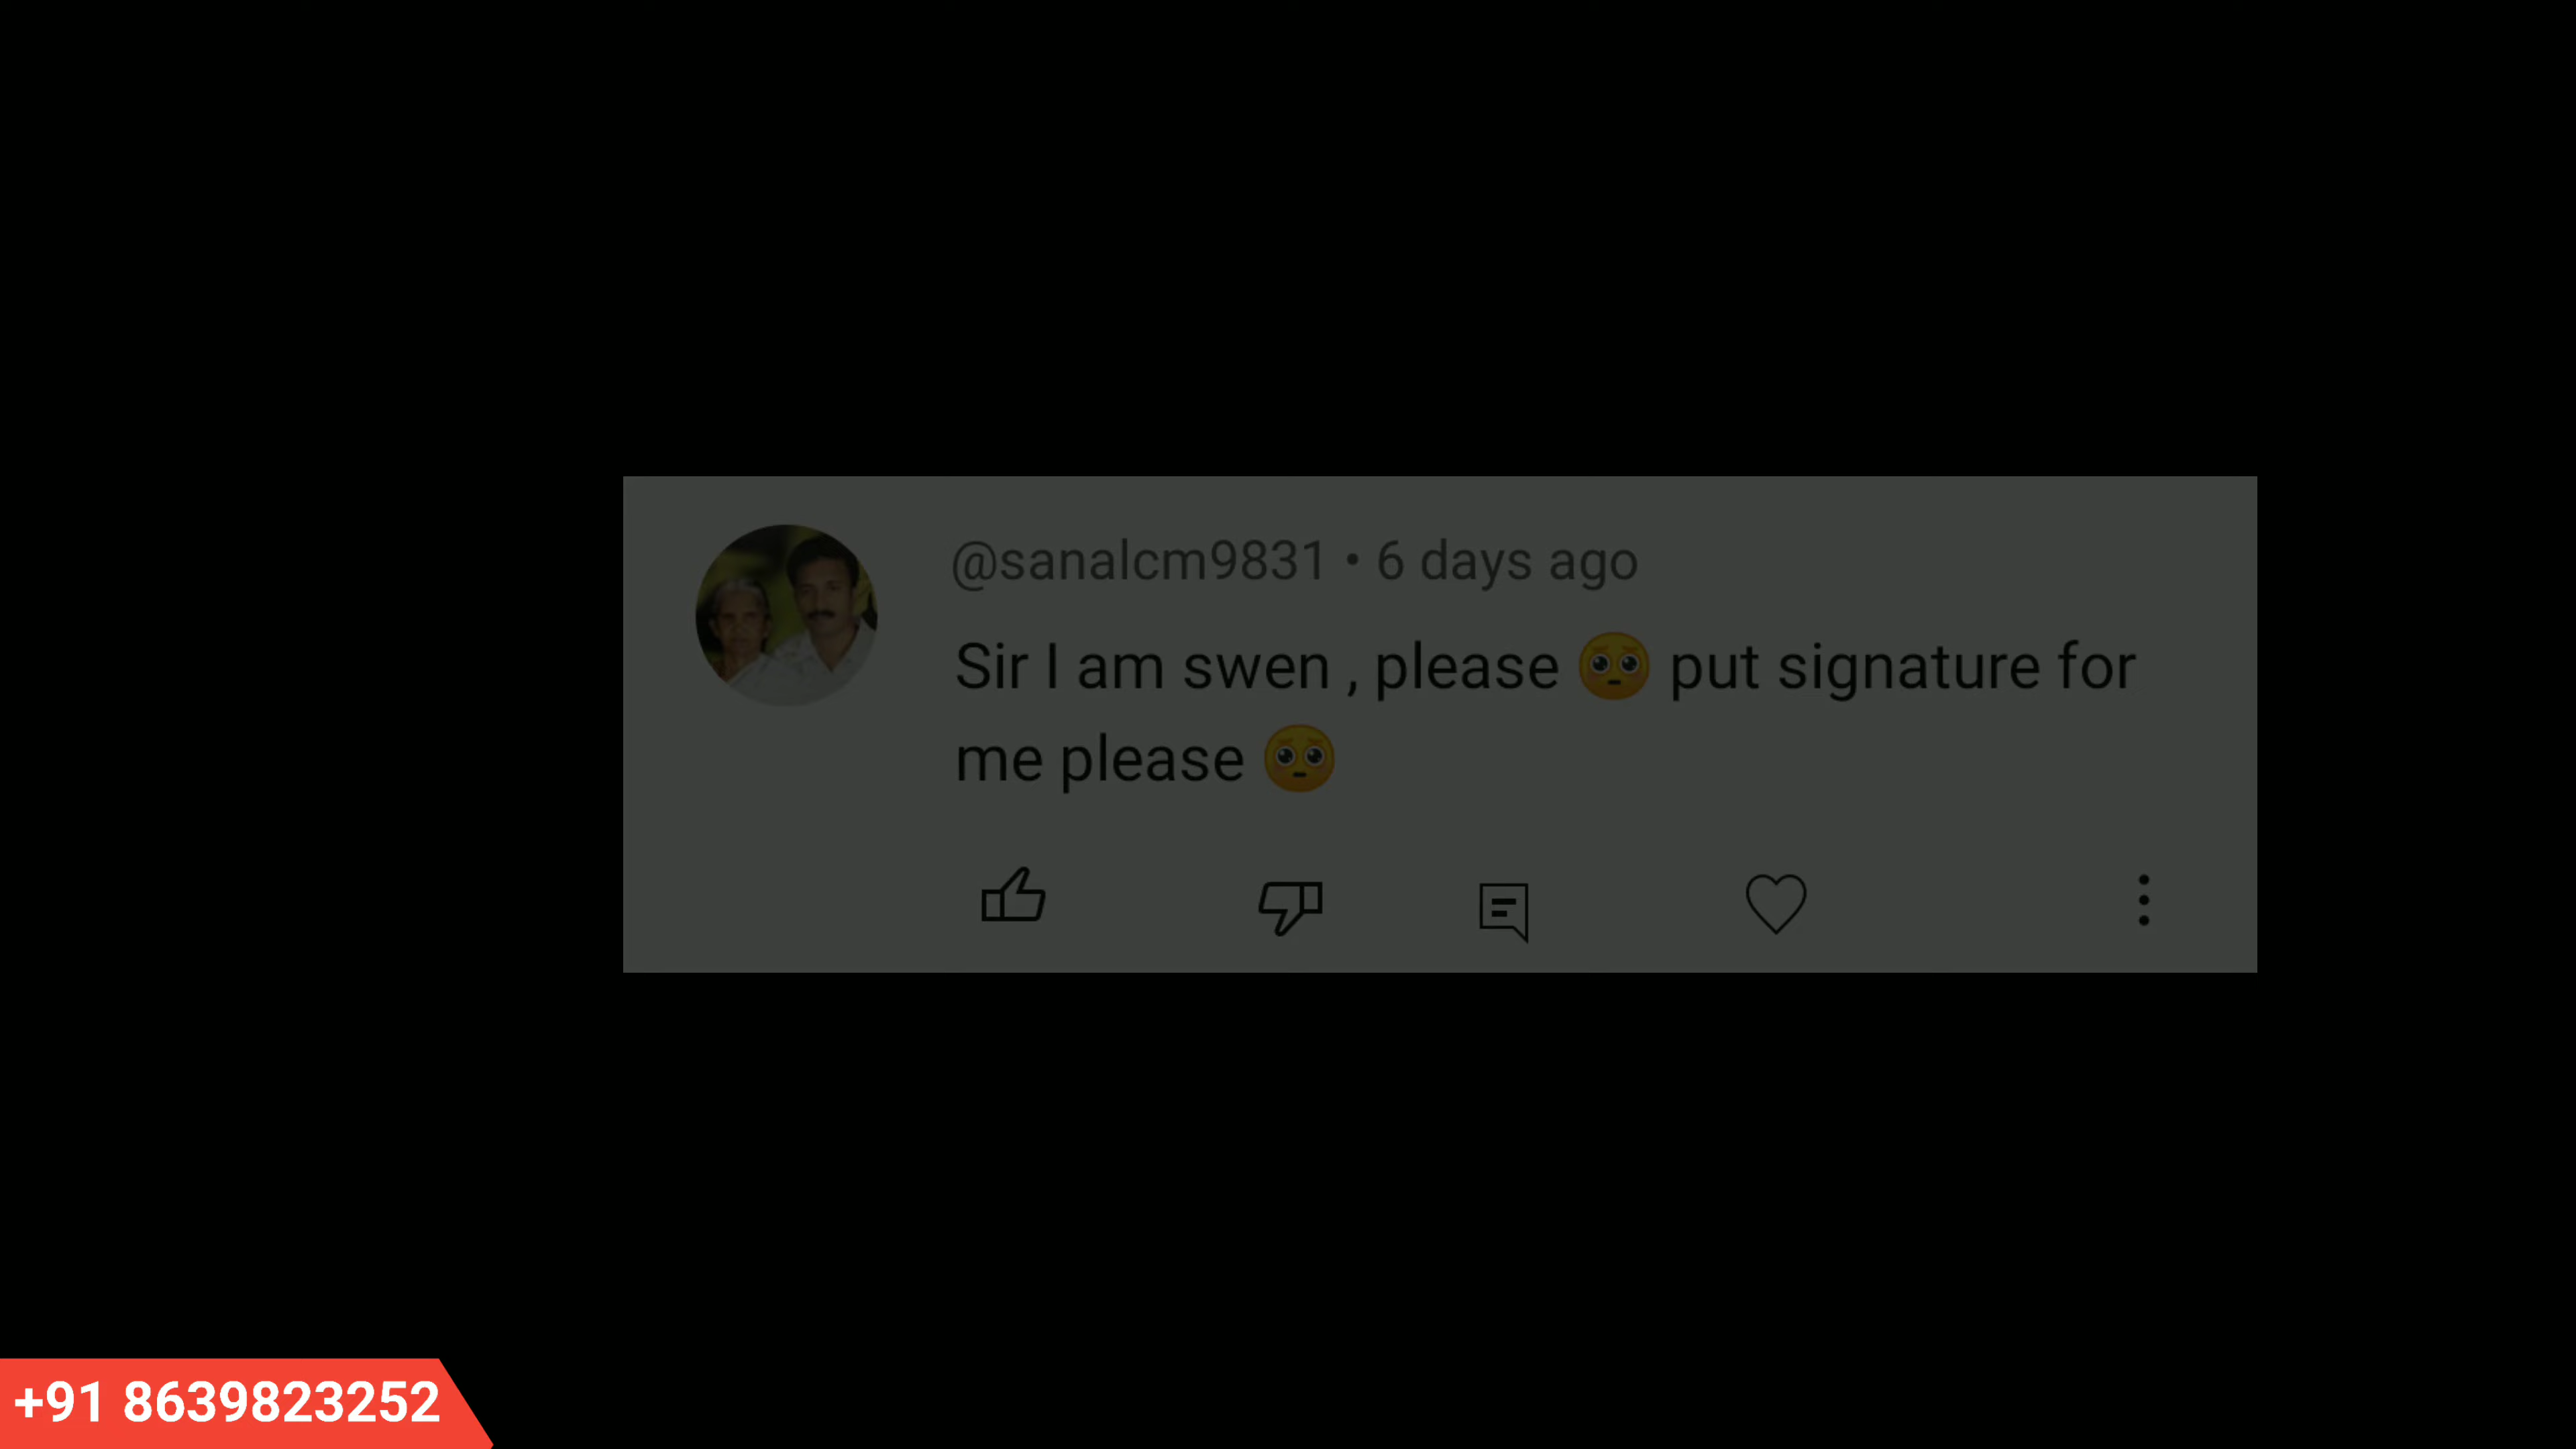 @sanalcm9831 • 6 days ago
Sir I am swen , please 🥺 put signature for
me please 🥺
+91 8639823252